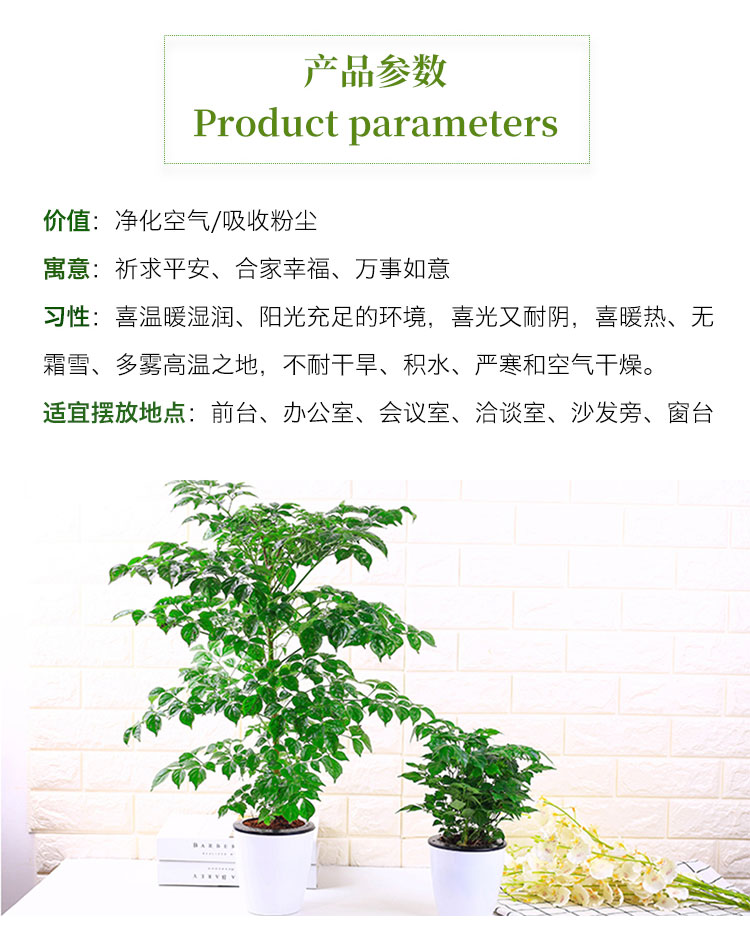 产品参数
Product parameters
价值：净化空气/吸收粉尘
寓意：祈求平安、合家幸福、万事如意
习性：喜温暖湿润、阳光充足的环境，喜光又耐阴，喜暖热、无
霜雪、多雾高温之地，不耐干旱、积水、严寒和空气干燥。
适宜摆放地点：前台、办公室、会议室、洽谈室、沙发旁、窗台
BARBER
BARBER